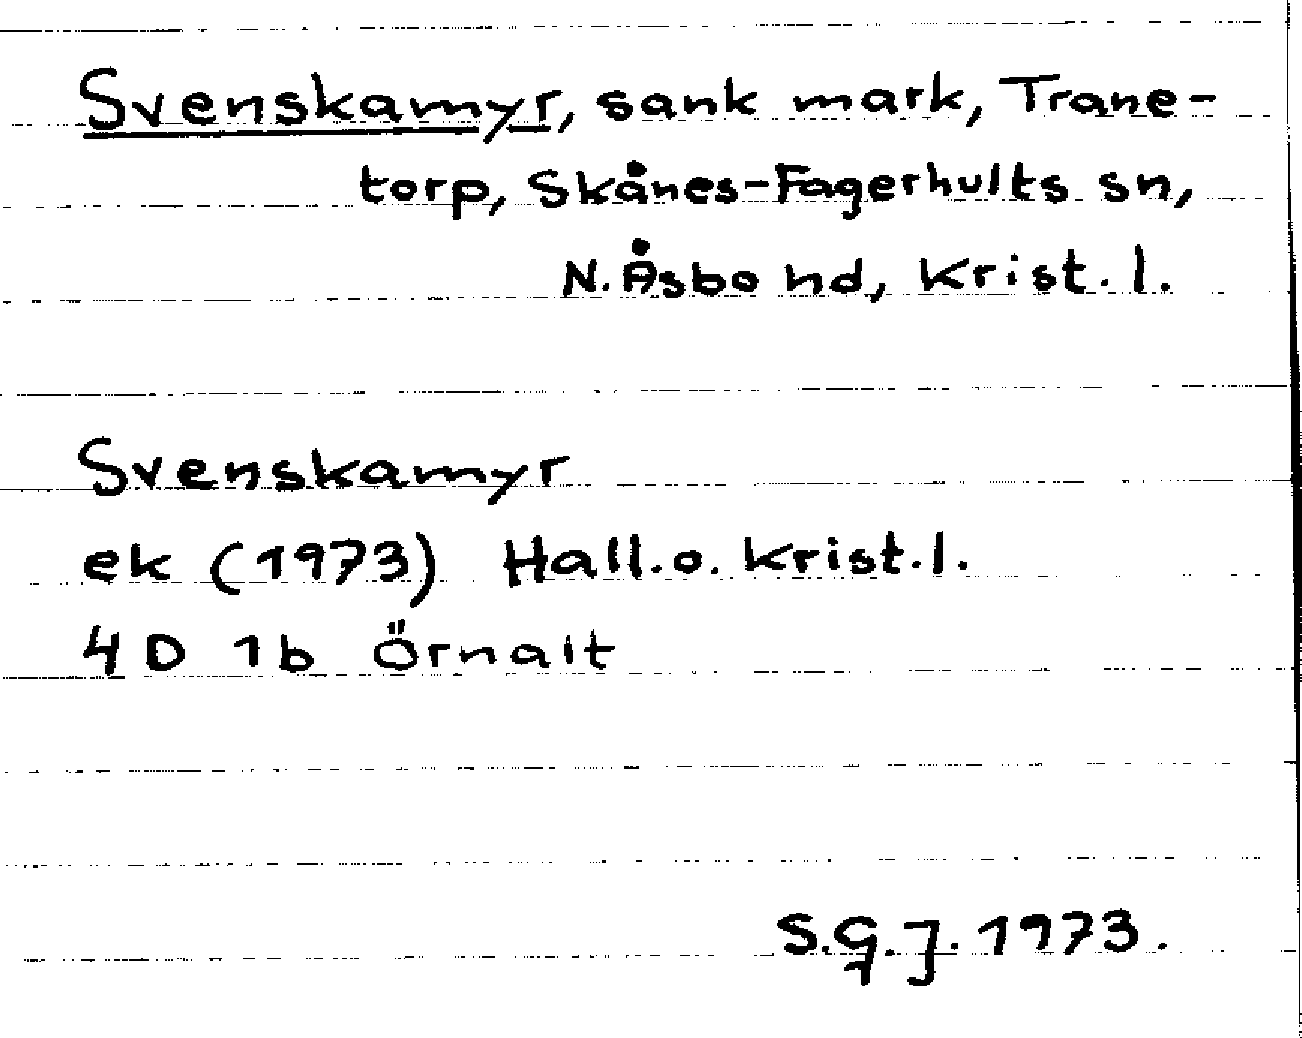 Svenskamyr, sank mark, Trane-
torp, Skånes-Fagerhults sn,
N. Åsbo hd, Krist. l.
Svenskamyr
ek (1973) Hall. o. Krist. l.
4 D 1b Örnalt
S.G.J. 1973.